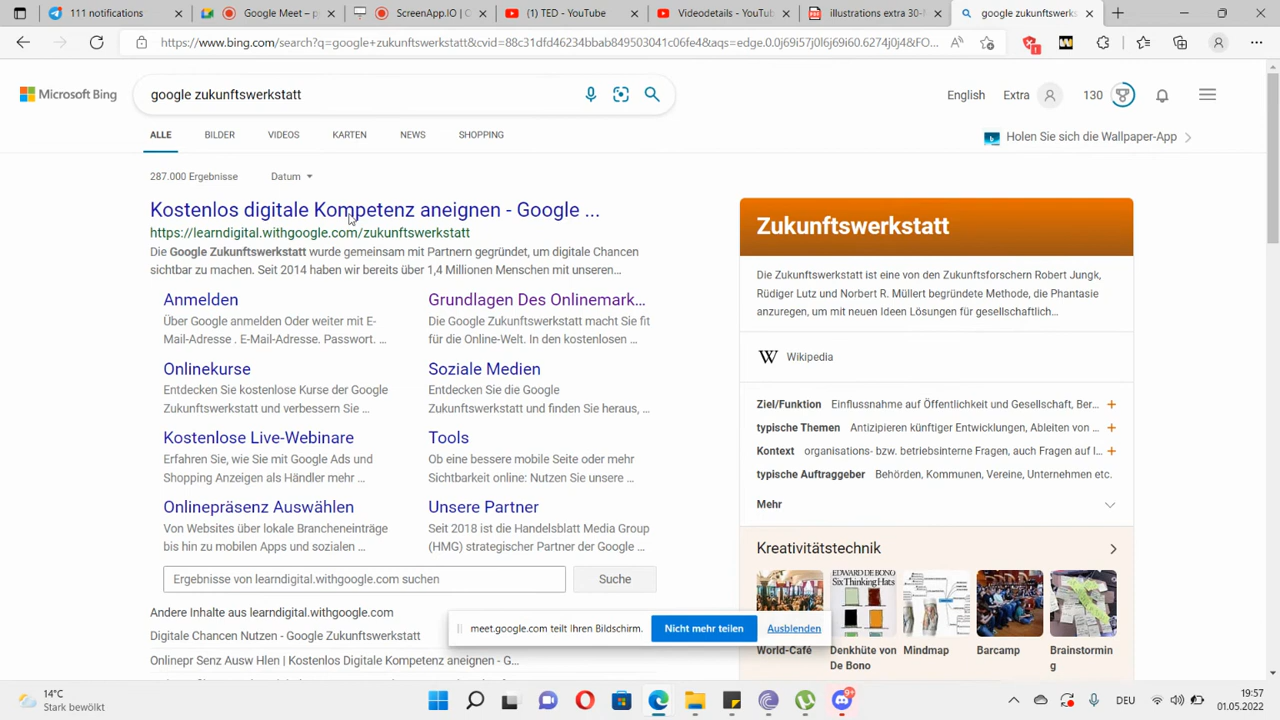 111 notifications
Google Meet –
ScreenApp.IO | C
(1) TED - YouTube
Videodetails - YouTub
illustrations extra 30-
google zukunftswerks
https://www.bing.com/search?q=google+zukunftswerkstatt&cvid=88c31dfd46234bbab849503041c06fe4&aqs=edge.0.0j69i57j0l6j69i60.6274j0j4&FO...
Microsoft Bing
google zukunftswerkstatt
English
Extra
130
ALLE
BILDER
VIDEOS
KARTEN
NEWS
SHOPPING
Holen Sie sich die Wallpaper-App
287.000 Ergebnisse
Datum
Kostenlos digitale Kompetenz aneignen - Google ...
https://learndigital.withgoogle.com/zukunftswerkstatt
Die Google Zukunftswerkstatt wurde gemeinsam mit Partnern gegründet, um digitale Chancen
sichtbar zu machen. Seit 2014 haben wir bereits über 1,4 Millionen Menschen mit unseren...
Anmelden
Über Google anmelden Oder weiter mit E-
Mail-Adresse . E-Mail-Adresse. Passwort. ...
Grundlagen Des Onlinemark...
Die Google Zukunftswerkstatt macht Sie fit
für die Online-Welt. In den kostenlosen ...
Onlinekurse
Entdecken Sie kostenlose Kurse der Google
Zukunftswerkstatt und verbessern Sie ...
Soziale Medien
Entdecken Sie die Google
Zukunftswerkstatt und finden Sie heraus, ...
Kostenlose Live-Webinare
Erfahren Sie, wie Sie mit Google Ads und
Shopping Anzeigen als Händler mehr ...
Tools
Ob eine bessere mobile Seite oder mehr
Sichtbarkeit online: Nutzen Sie unsere ...
Onlinepräsenz Auswählen
Von Websites über lokale Brancheneinträge
bis hin zu mobilen Apps und sozialen ...
Unsere Partner
Seit 2018 ist die Handelsblatt Media Group
(HMG) strategischer Partner der Google ...
Ergebnisse von learndigital.withgoogle.com suchen
Suche
Andere Inhalte aus learndigital.withgoogle.com
Digitale Chancen Nutzen - Google Zukunftswerkstatt
Onlinepr Senz Ausw Hlen | Kostenlos Digitale Kompetenz aneignen - G...
Zukunftswerkstatt
Die Zukunftswerkstatt ist eine von den Zukunftsforschern Robert Jungk,
Rüdiger Lutz und Norbert R. Müllert begründete Methode, die Phantasie
anzuregen, um mit neuen Ideen Lösungen für gesellschaftlich...
W Wikipedia
Ziel/Funktion Einflussnahme auf Öffentlichkeit und Gesellschaft, Ber...
typische Themen Antizipieren künftiger Entwicklungen, Ableiten von ...
Kontext organisations- bzw. betriebsinterne Fragen, auch Fragen auf l...
typische Auftraggeber Behörden, Kommunen, Vereine, Unternehmen etc.
Mehr
Kreativitätstechnik
EDWARD DE BONO
Six Thinking Hats
World-Café
Denkhüte von
De Bono
Mindmap
Barcamp
Brainstormin
g
meet.google.com teilt Ihren Bildschirm.
Nicht mehr teilen
Ausblenden
14°C
Stark bewölkt
9+
DEU
19:57
01.05.2022